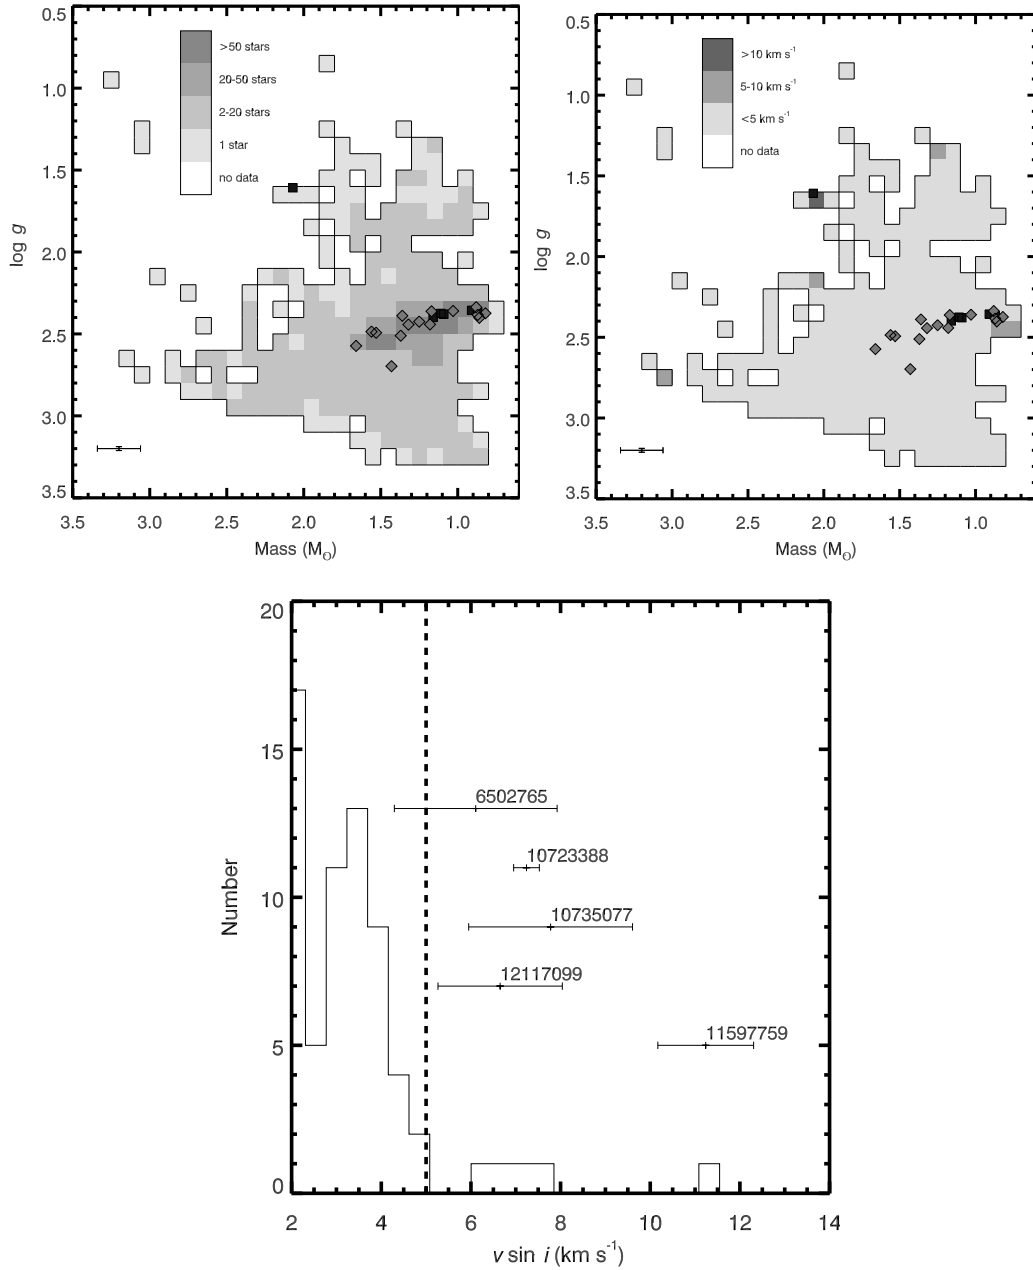 0.5
1.0
1.5
2.0
2.5
3.0
3.5
log g
>50 stars
20-50 stars
2-20 stars
1 star
no data
3.5 3.0 2.5 2.0 1.5 1.0
Mass (M⊙)
0.5
1.0
1.5
2.0
2.5
3.0
3.5
log g
>10 km s⁻¹
5-10 km s⁻¹
<5 km s⁻¹
no data
3.5 3.0 2.5 2.0 1.5 1.0
Mass (M⊙)
20
15
10
5
0
Number
6502765
10723388
10735077
12117099
11597759
2 4 6 8 10 12 14
v sin i (km s⁻¹)